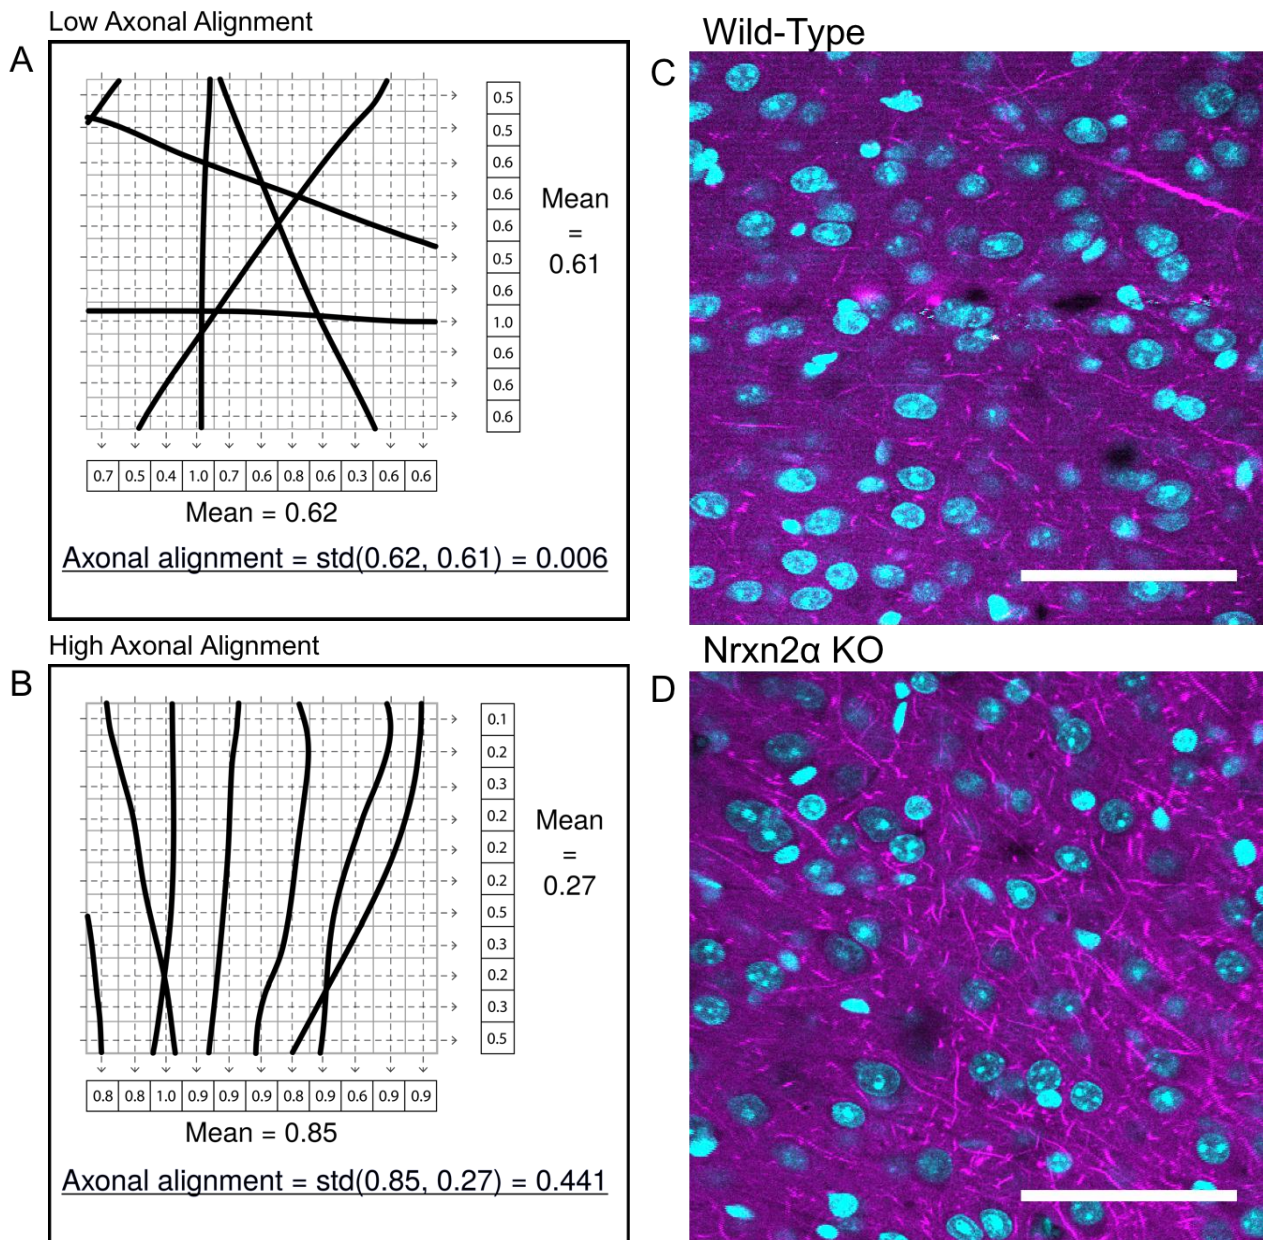 Low Axonal Alignment
A
0.5
0.5
0.6
0.6
0.6
0.5
0.6
1.0
0.6
0.6
0.6
Mean
=
0.61
0.7 0.5 0.4 1.0 0.7 0.6 0.8 0.6 0.3 0.6 0.6
Mean = 0.62
Axonal alignment = std(0.62, 0.61) = 0.006
High Axonal Alignment
B
0.1
0.2
0.3
0.2
0.2
0.2
0.5
0.3
0.2
0.3
0.5
Mean
=
0.27
0.8 0.8 1.0 0.9 0.9 0.9 0.8 0.9 0.6 0.9 0.9
Mean = 0.85
Axonal alignment = std(0.85, 0.27) = 0.441
Wild-Type
C
Nrxn2α KO
D